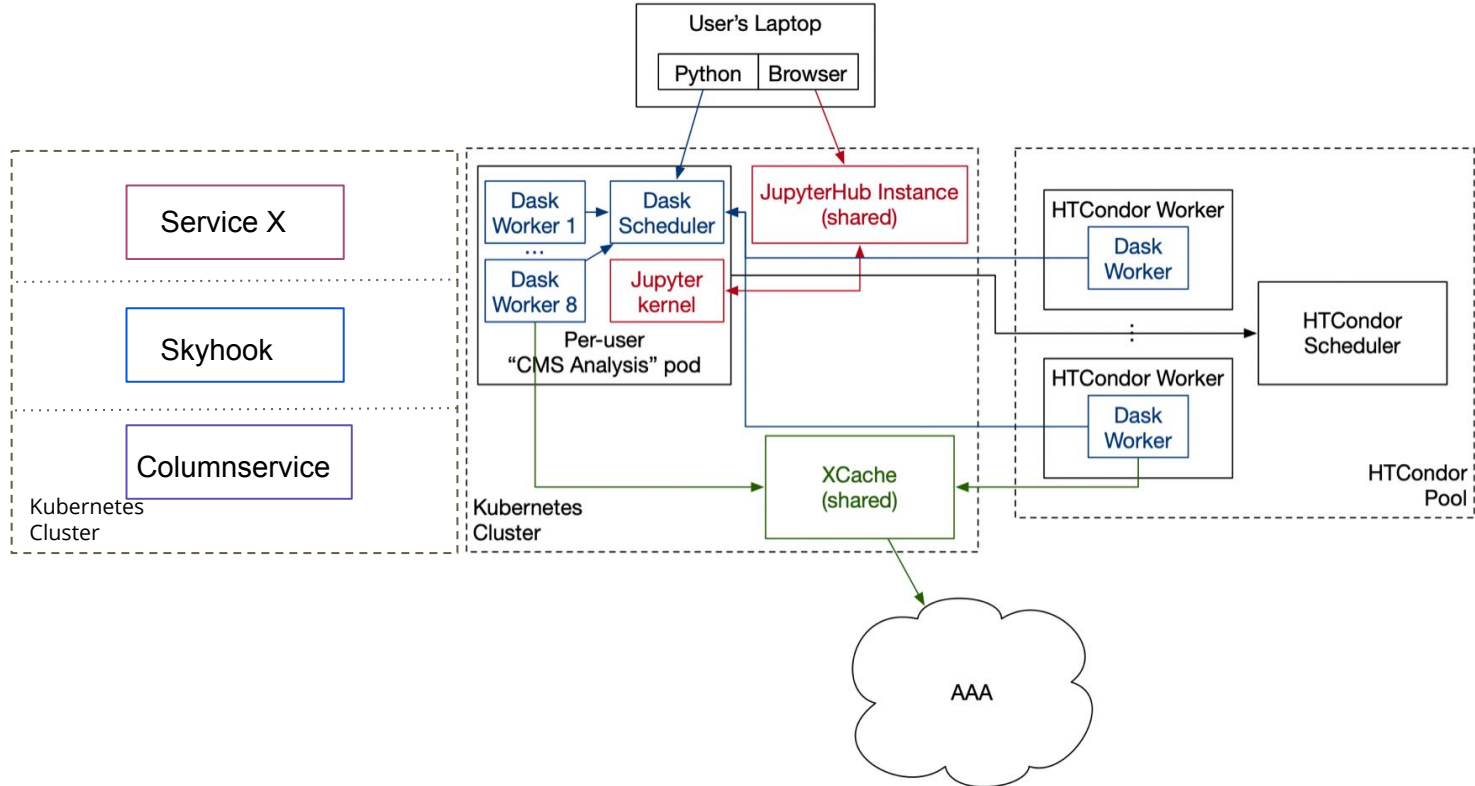 User's Laptop
Python
Browser
Service X
Skyhook
Columnservice
Kubernetes
Cluster
Dask
Worker 1
...
Dask
Worker 8
Dask
Scheduler
Jupyter
kernel
Per-user
“CMS Analysis” pod
JupyterHub Instance
(shared)
XCache
(shared)
Kubernetes
Cluster
HTCondor Worker
Dask
Worker
⋮
HTCondor Worker
Dask
Worker
HTCondor
Scheduler
HTCondor
Pool
AAA